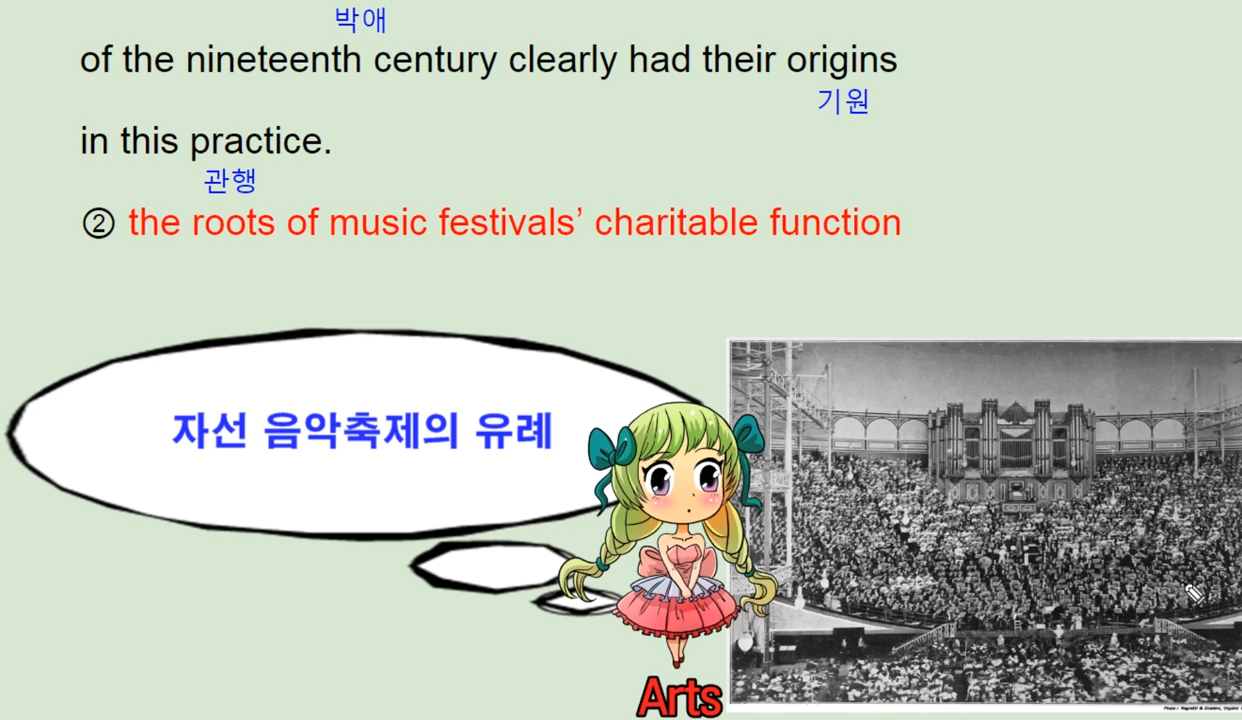 박애
of the nineteenth century clearly had their origins
기원
in this practice.
관행
② the roots of music festivals’ charitable function
자선 음악축제의 유례
Arts